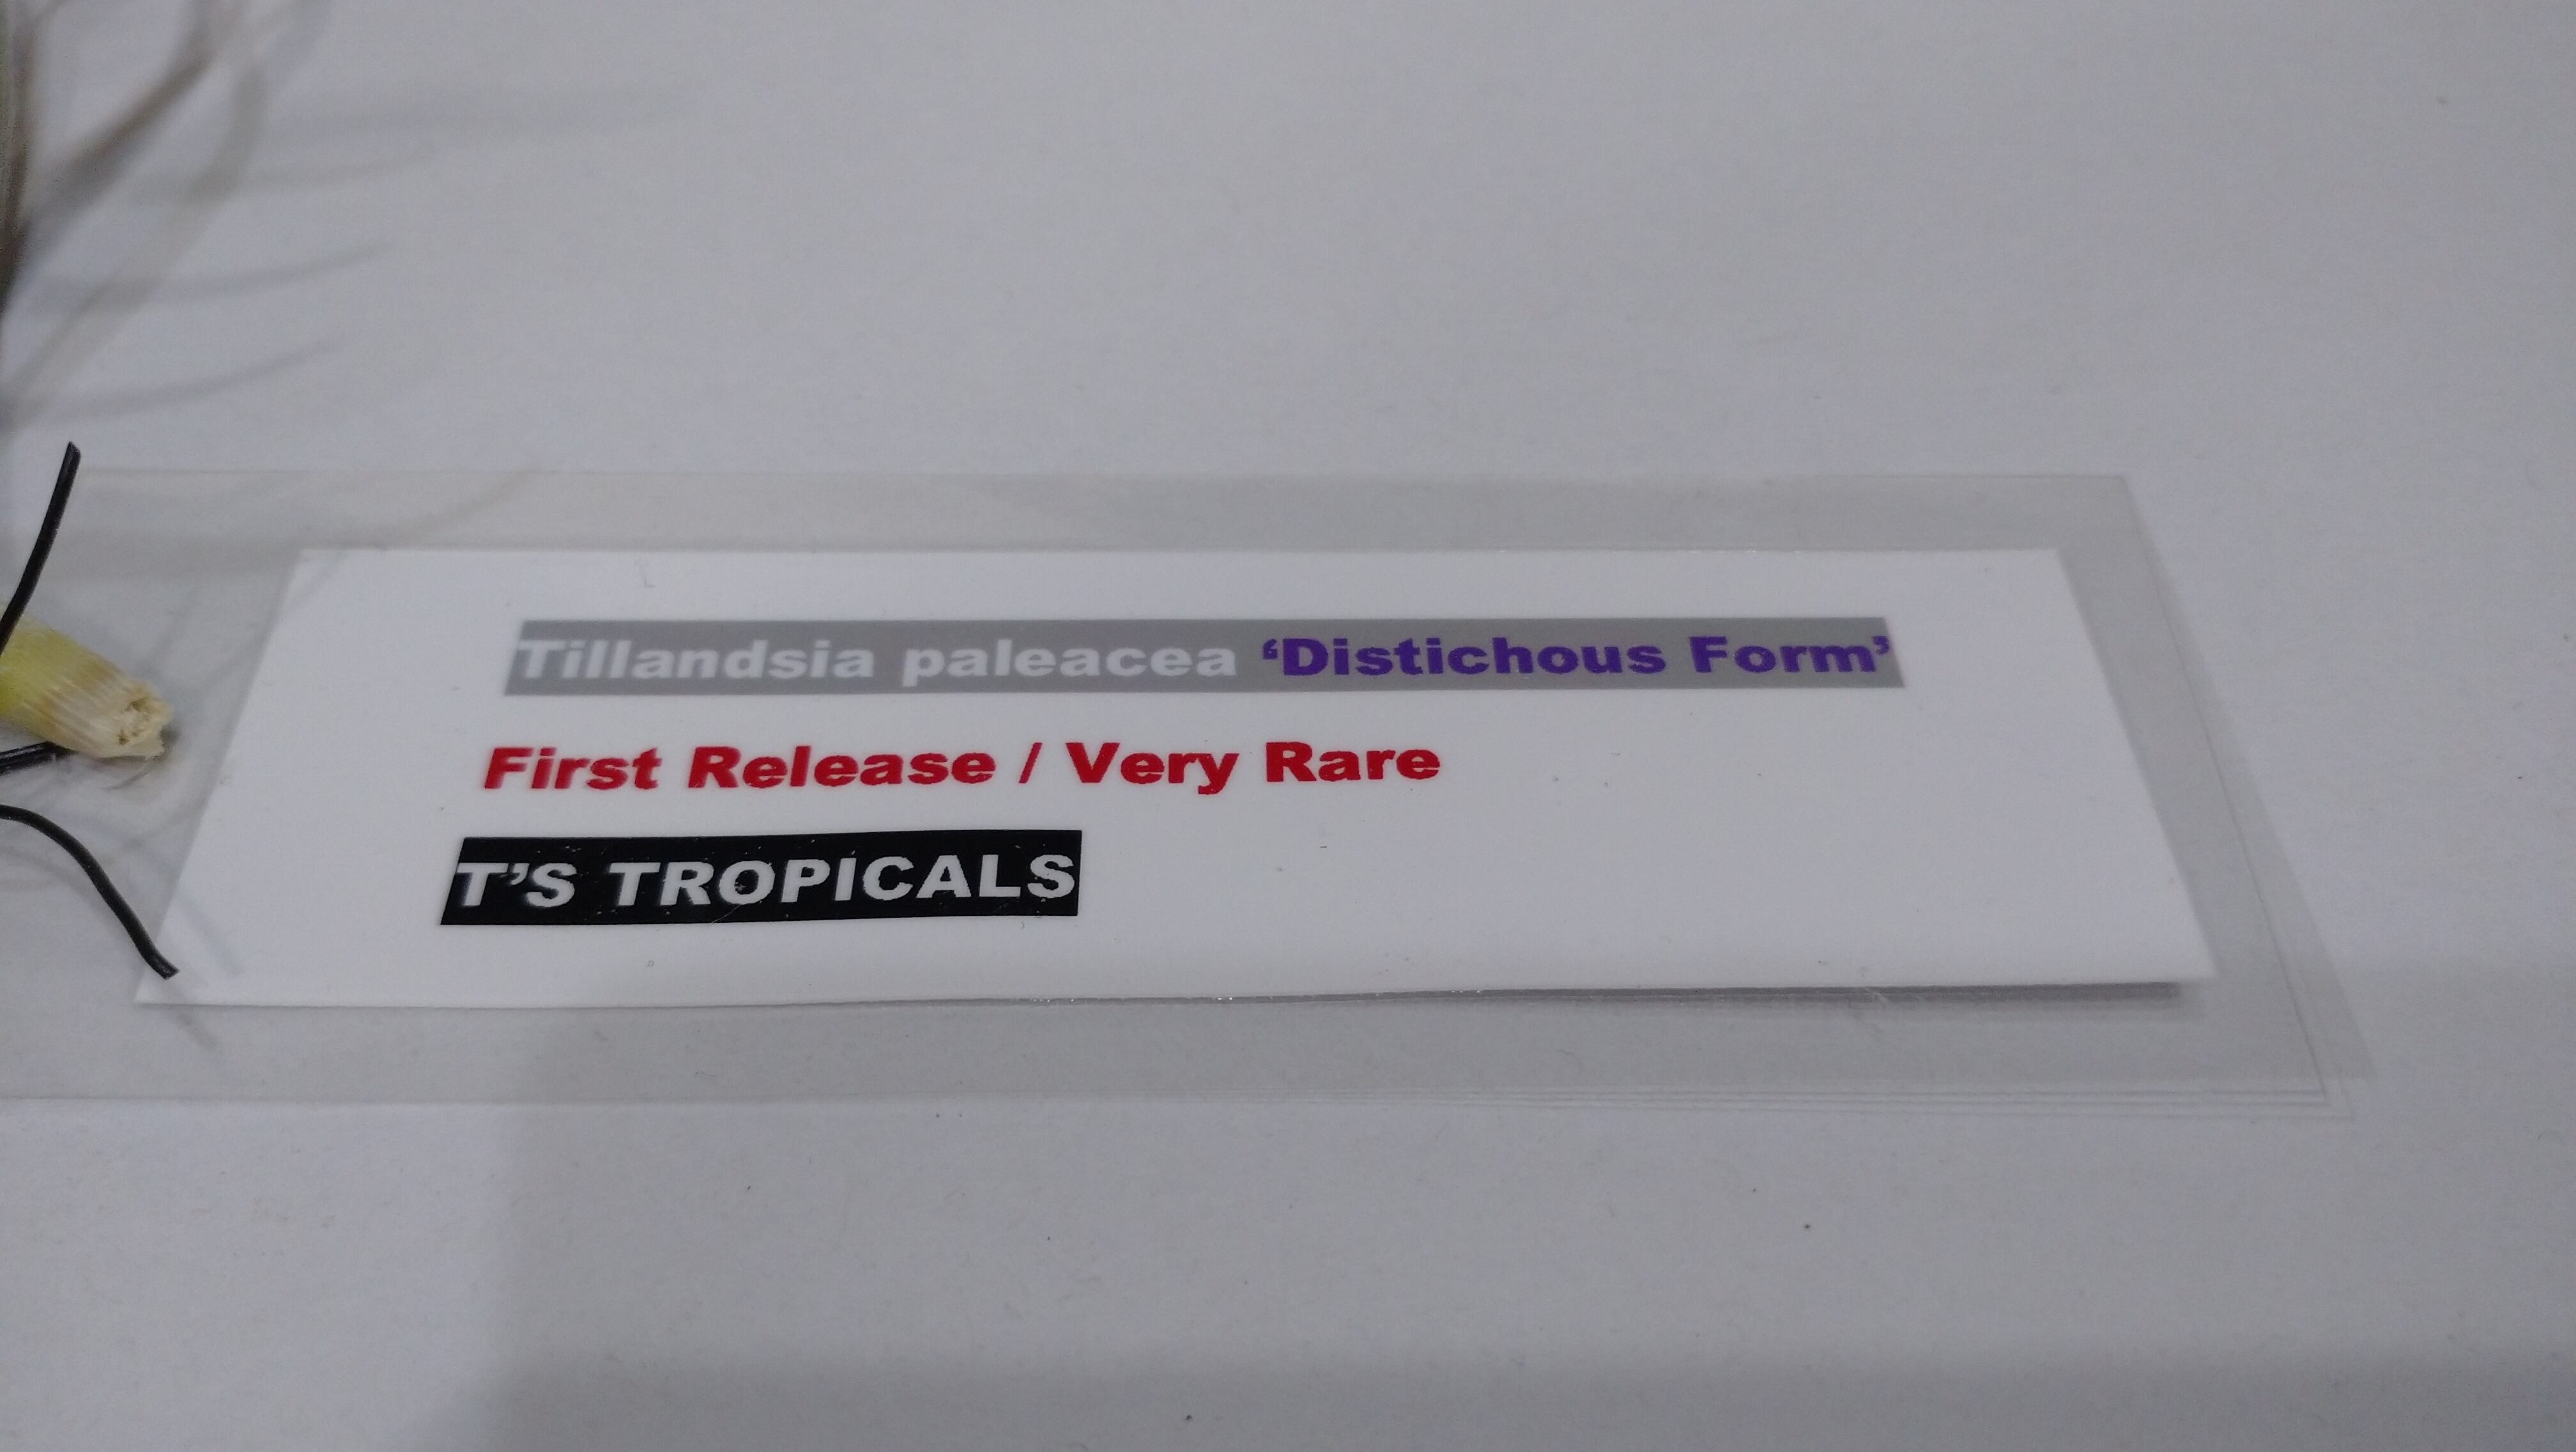 Tillandsia paleacea ‘Distichous Form’
First Release / Very Rare
T’S TROPICALS